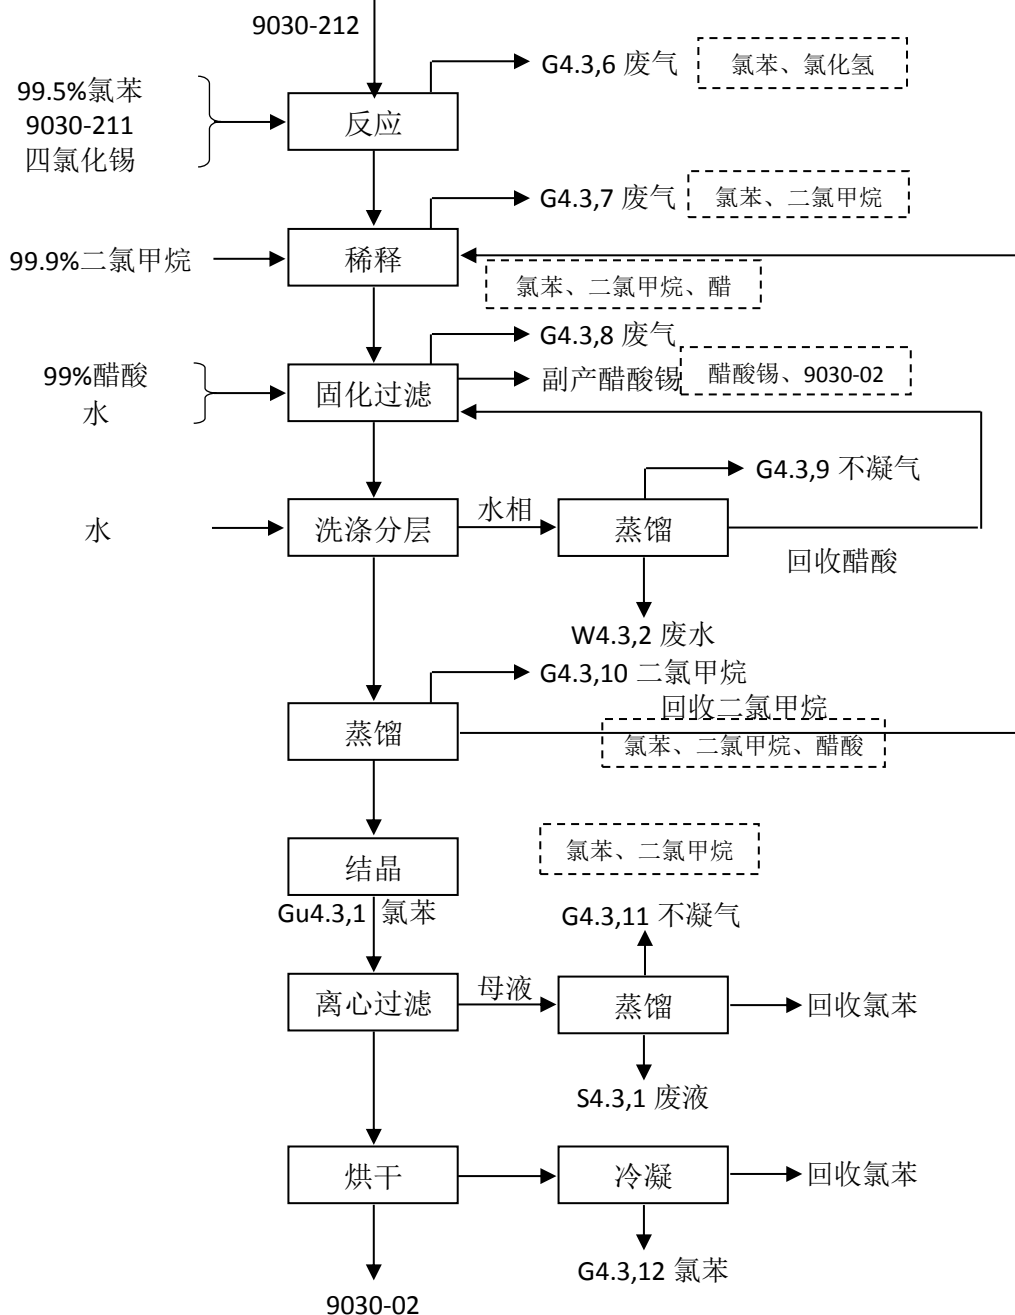 9030-212
G4.3,6 废气
氯苯、氯化氢
99.5%氯苯
9030-211
四氯化锡
反应
G4.3,7 废气
氯苯、二氯甲烷
99.9%二氯甲烷
稀释
氯苯、二氯甲烷、醋
G4.3,8 废气
99%醋酸
水
固化过滤
副产醋酸锡
醋酸锡、9030-02
G4.3,9 不凝气
水
洗涤分层
水相
蒸馏
回收醋酸
W4.3,2 废水
G4.3,10 二氯甲烷
回收二氯甲烷
蒸馏
氯苯、二氯甲烷、醋酸
结晶
氯苯、二氯甲烷
Gu4.3,1 氯苯
G4.3,11 不凝气
离心过滤
母液
蒸馏
回收氯苯
S4.3,1 废液
烘干
冷凝
回收氯苯
G4.3,12 氯苯
9030-02